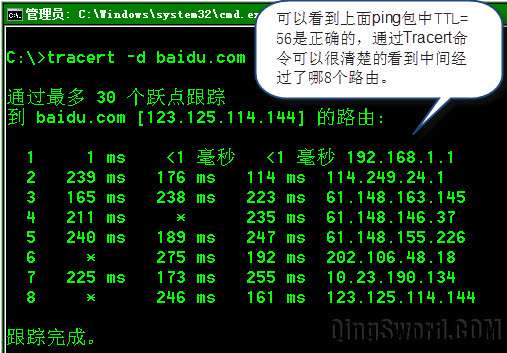 管理员: C:\Windows\system32\cmd.ex
可以看到上面ping包中TTL=
56是正确的，通过Tracert命
令可以很清楚的看到中间经
过了哪8个路由。
C:\>tracert -d baidu.com
通过最多 30 个跃点跟踪
到 baidu.com [123.125.114.144] 的路由:
1 1 ms <1 毫秒 <1 毫秒 192.168.1.1
2 239 ms 176 ms 114 ms 114.249.24.1
3 165 ms 238 ms 223 ms 61.148.163.145
4 211 ms * 235 ms 61.148.146.37
5 240 ms 189 ms 247 ms 61.148.155.226
6 * 275 ms 192 ms 202.106.48.18
7 225 ms 173 ms 255 ms 10.23.190.134
8 * 246 ms 161 ms 123.125.114.144
跟踪完成。
QingSword.COM